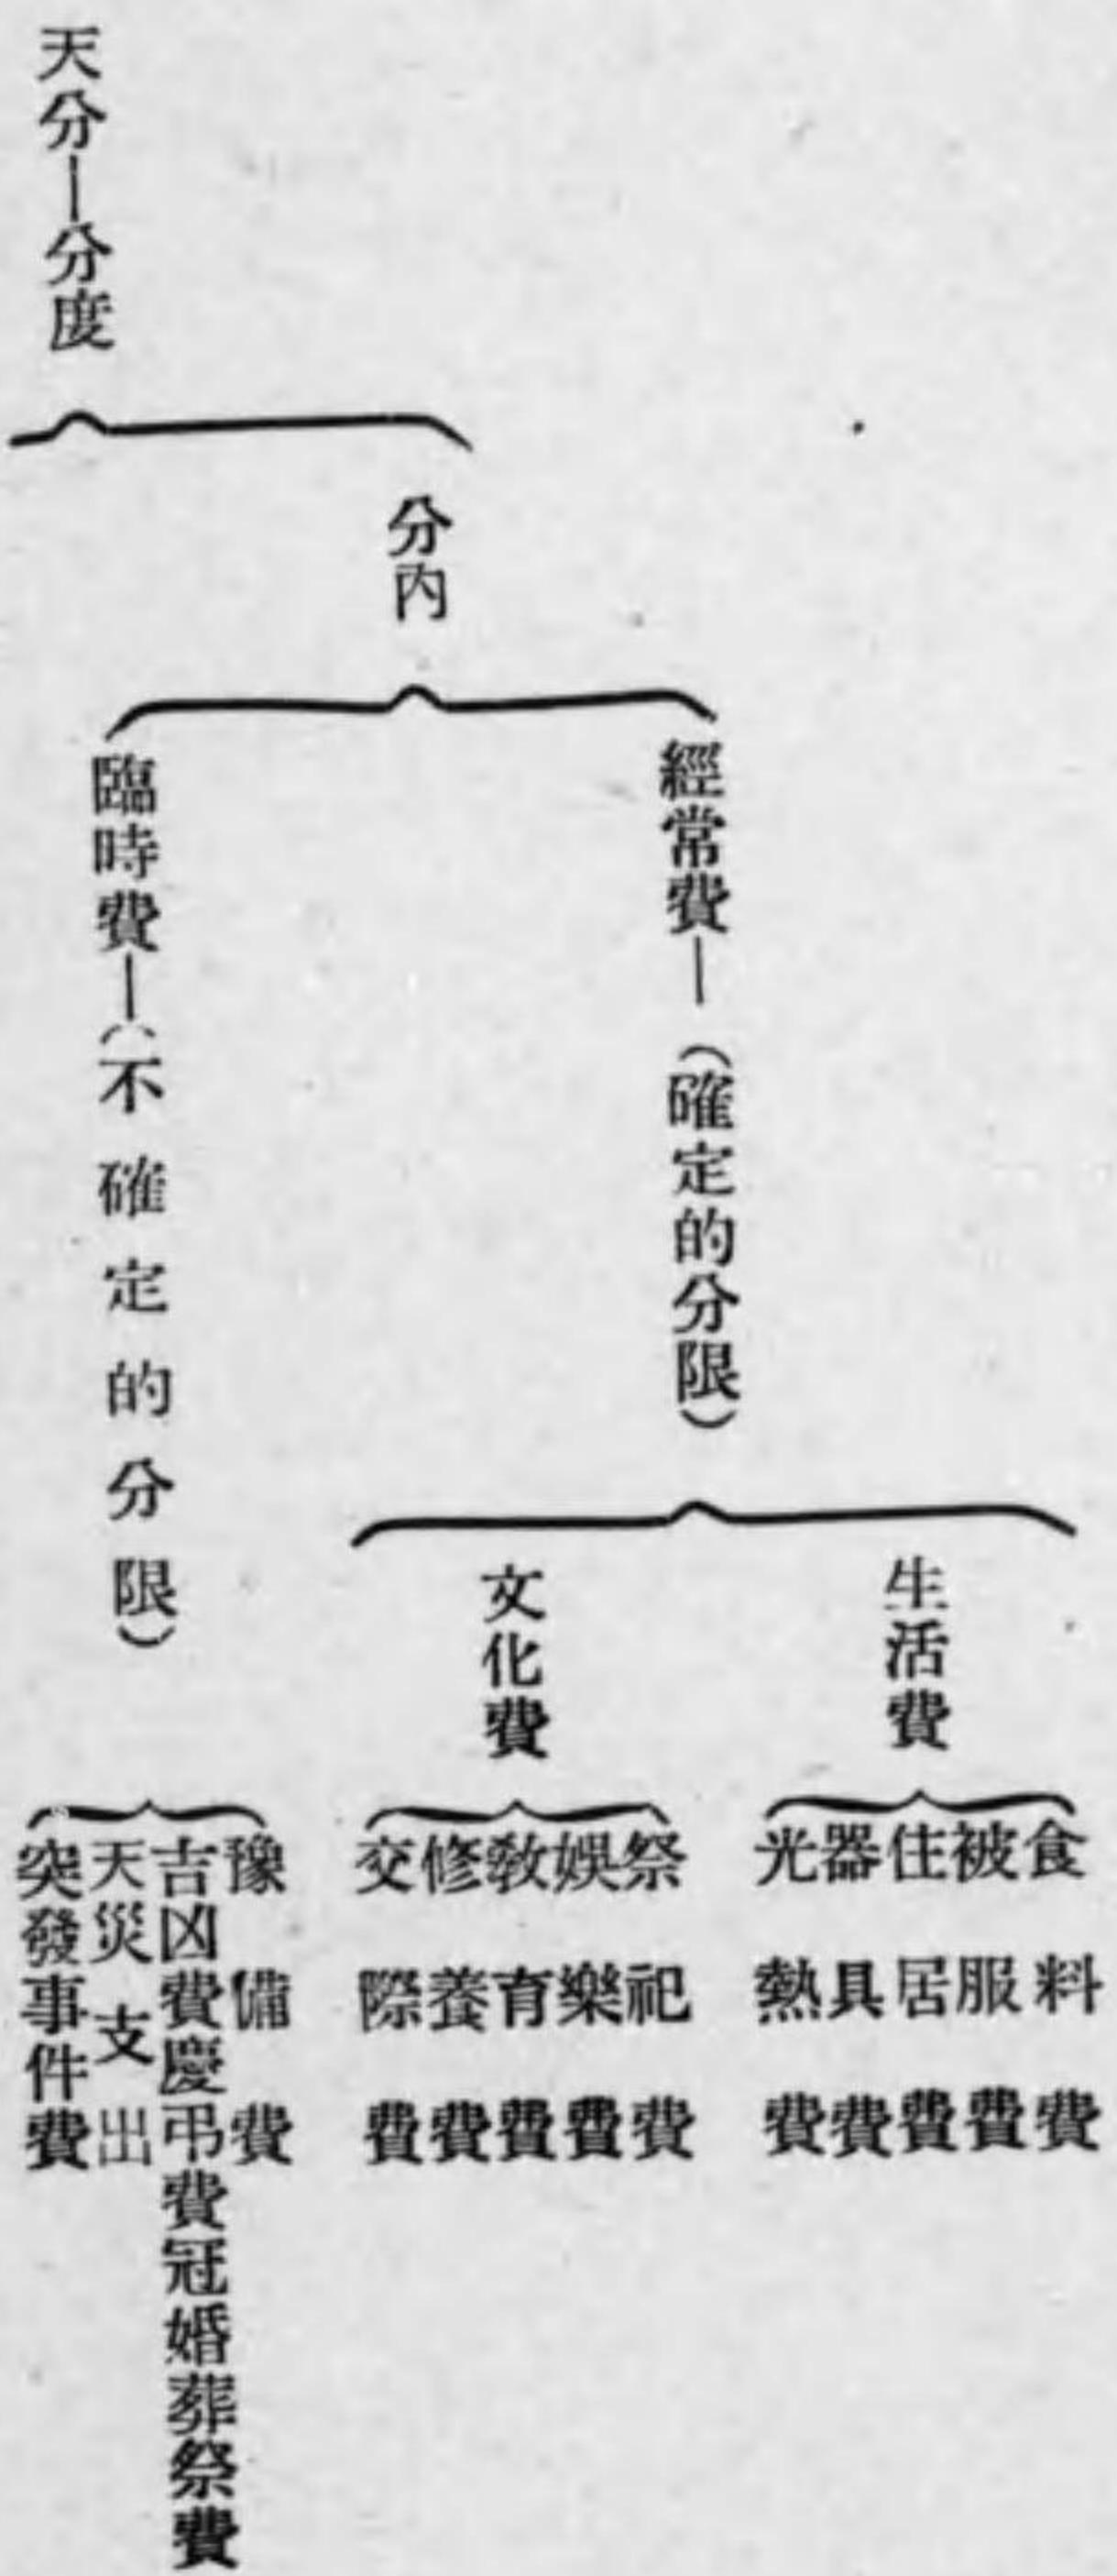 食料費
被服費
住居費
器具費
光熱費
生活費
祭祀費
娛樂費
敎育費
修養費
交際費
文化費
經常費—(確定的分限)
豫備費
吉凶費慶弔費冠婚葬祭費
天災支出
突發事件費
臨時費—(不確定的分限)
分內
天分—分度